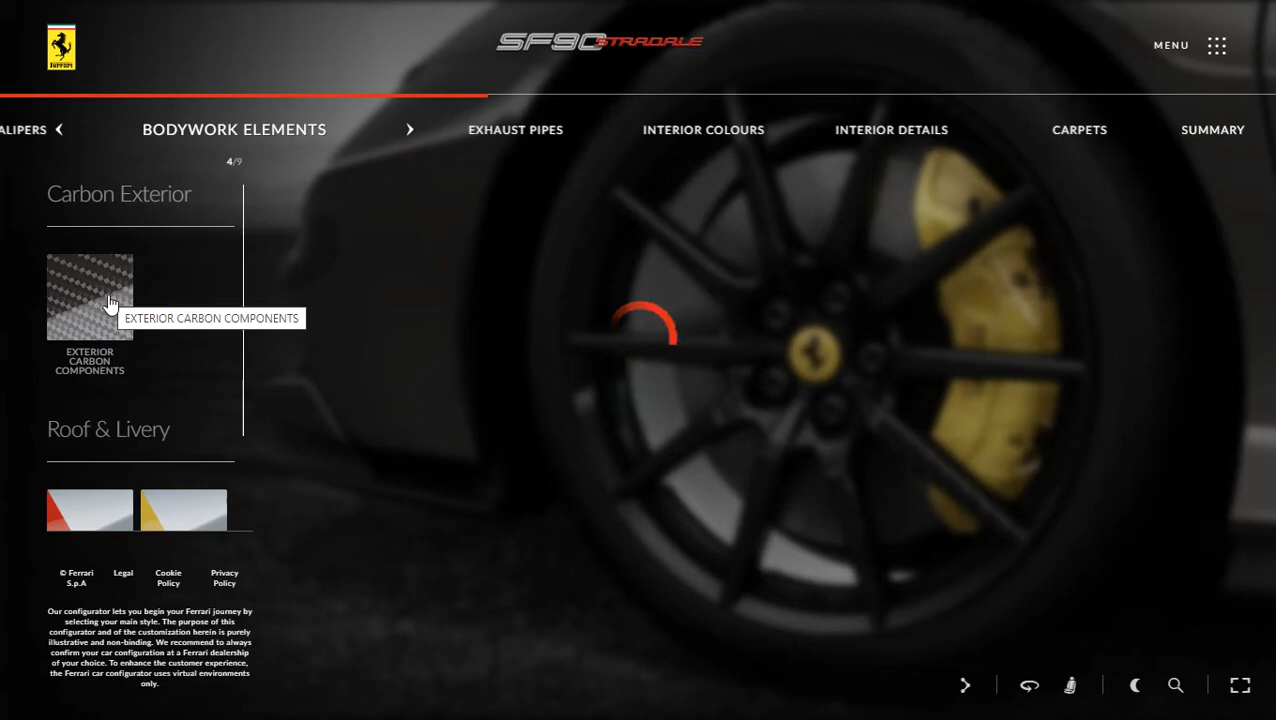 SF90 STRADALE
MENU
ALIPERS
BODYWORK ELEMENTS
EXHAUST PIPES
INTERIOR COLOURS
INTERIOR DETAILS
CARPETS
SUMMARY
4/9
Carbon Exterior
EXTERIOR CARBON COMPONENTS
EXTERIOR
CARBON
COMPONENTS
Roof & Livery
© Ferrari
S.p.A
Legal
Cookie
Policy
Privacy
Policy
Our configurator lets you begin your Ferrari journey by
selecting your main style. The purpose of this
configurator and of the customization herein is purely
illustrative and non-binding. We recommend to always
confirm your car configuration at a Ferrari dealership
of your choice. To enhance the customer experience,
the Ferrari car configurator uses virtual environments
only.